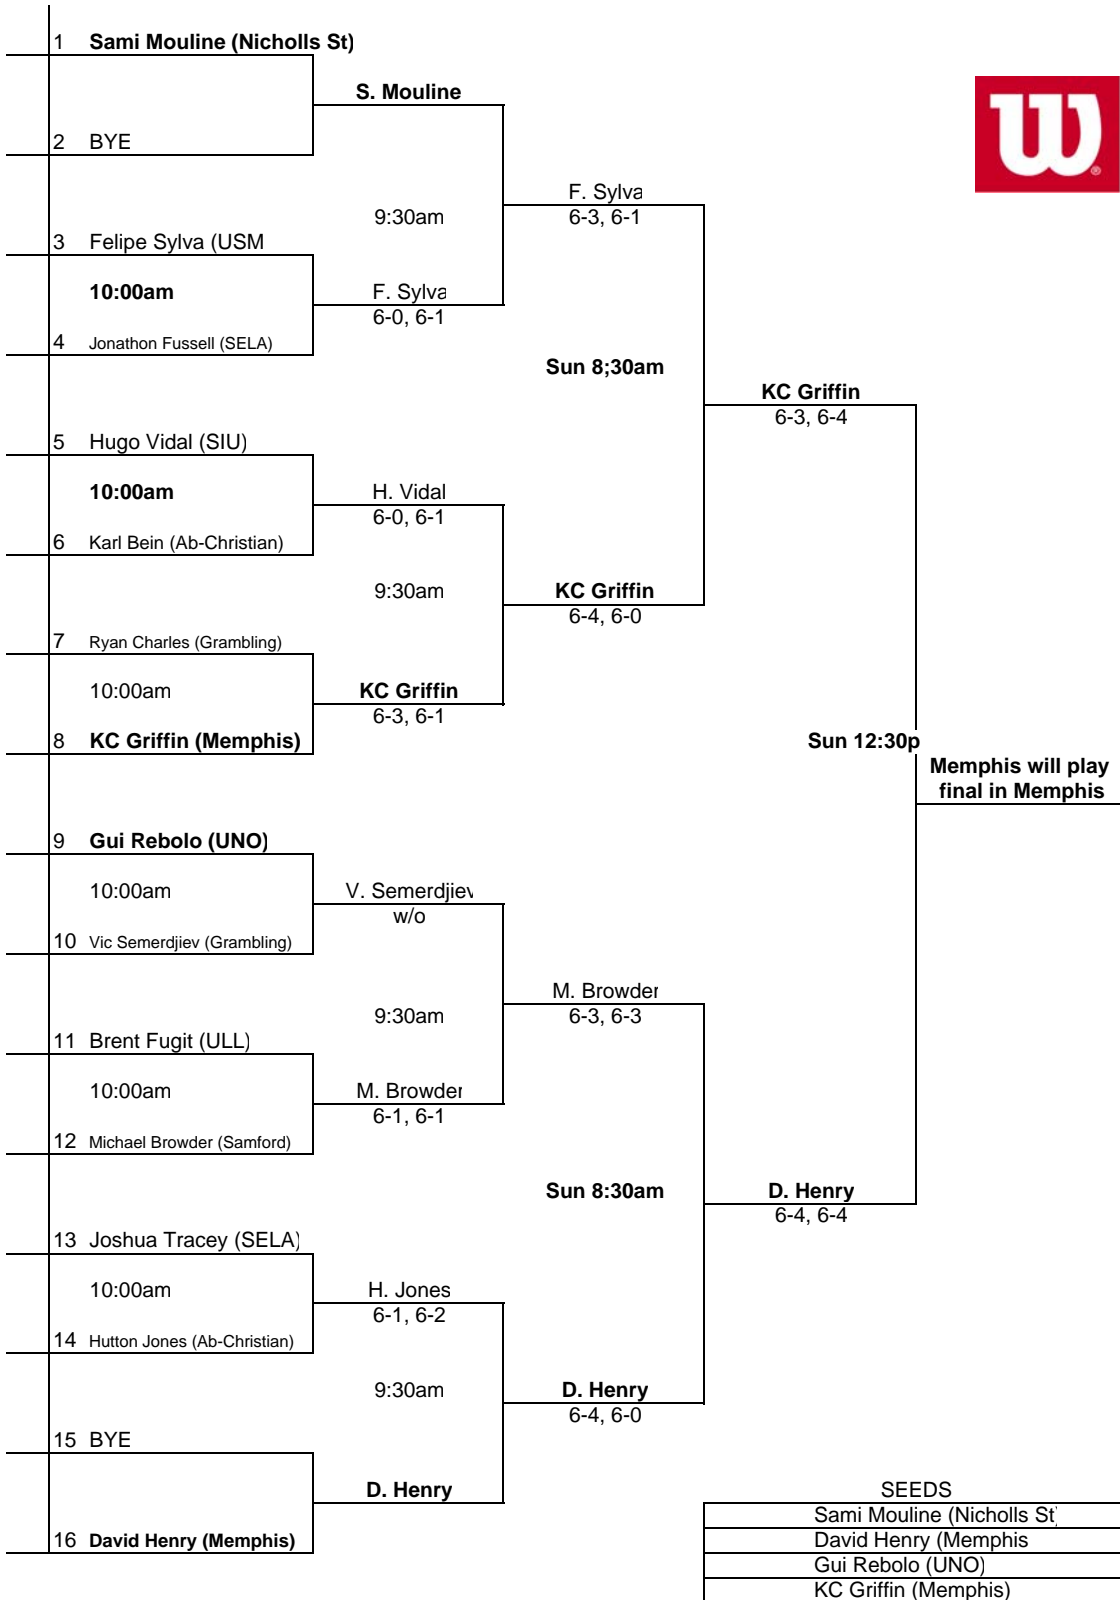 1 Sami Mouline (Nicholls St)
S. Mouline
2 BYE
F. Sylva
9:30am 6-3, 6-1
3 Felipe Sylva (USM
10:00am F. Sylva
6-0, 6-1
4 Jonathon Fussell (SELA)
Sun 8;30am
KC Griffin
6-3, 6-4
5 Hugo Vidal (SIU)
10:00am H. Vidal
6-0, 6-1
6 Karl Bein (Ab-Christian)
9:30am KC Griffin
6-4, 6-0
7 Ryan Charles (Grambling)
10:00am KC Griffin
6-3, 6-1
8 KC Griffin (Memphis) Sun 12:30p
Memphis will play
final in Memphis
9 Gui Rebolo (UNO)
10:00am V. Semerdjiev
w/o
10 Vic Semerdjiev (Grambling)
M. Browder
9:30am 6-3, 6-3
11 Brent Fugit (ULL)
10:00am M. Browder
6-1, 6-1
12 Michael Browder (Samford)
Sun 8:30am D. Henry
6-4, 6-4
13 Joshua Tracey (SELA)
10:00am H. Jones
6-1, 6-2
14 Hutton Jones (Ab-Christian)
9:30am D. Henry
6-4, 6-0
15 BYE
D. Henry
16 David Henry (Memphis)
SEEDS
Sami Mouline (Nicholls St)
David Henry (Memphis
Gui Rebolo (UNO)
KC Griffin (Memphis)
W